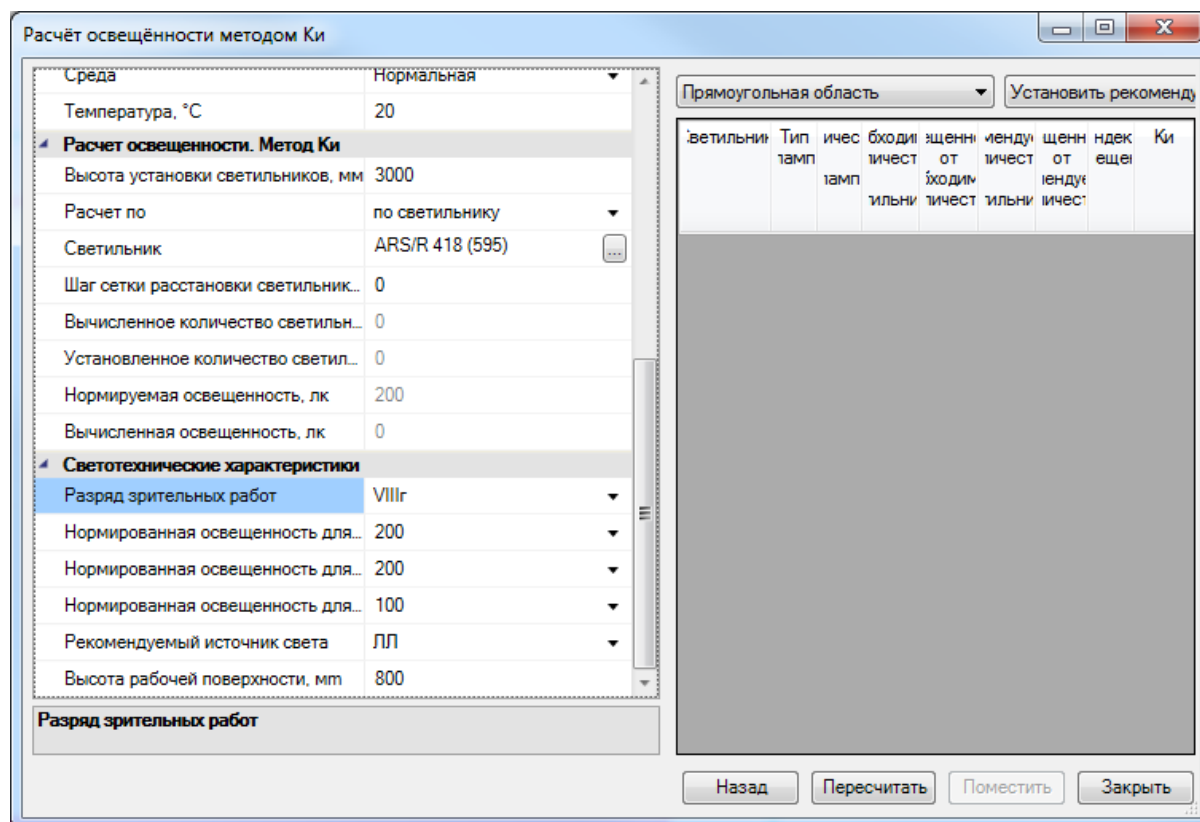 Расчёт освещённости методом Ки
Среда Нормальная
Температура, °C 20
Расчет освещенности. Метод Ки
Высота установки светильников, мм 3000
Расчет по по светильнику
Светильник ARS/R 418 (595) ...
Шаг сетки расстановки светильник... 0
Вычисленное количество светильн... 0
Установленное количество светил... 0
Нормируемая освещенность, лк 200
Вычисленная освещенность, лк 0
Светотехнические характеристики
Разряд зрительных работ VIIIг
Нормированная освещенность для... 200
Нормированная освещенность для... 200
Нормированная освещенность для... 100
Рекомендуемый источник света ЛЛ
Высота рабочей поверхности, mm 800
Разряд зрительных работ
Прямоугольная область Установить рекоменду
Тип от от Ки
Назад Пересчитать Поместить Закрыть